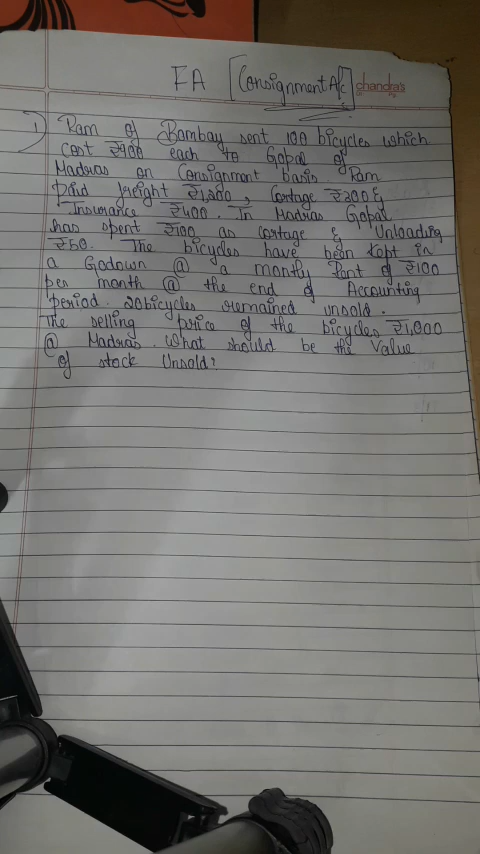 FA [Consignment A/c] chandra's
1) Ram of Bombay sent 100 bicycles which
cost ₹900 each to Gopal of
Madras on Consignment basis Ram
paid freight ₹1,200, Cartage ₹200 &
Insurance ₹400. In Madras Gopal
has spent ₹100 as cortage & Unloading
₹50. The bicycles have been kept in
a Godown @ a montly Rent of ₹100
per month @ the end of Accounting
period. 20 bicycles remained unsold.
The selling price of the bicycles ₹1,000
@ Madras. what should be the Value
of stock Unsold?